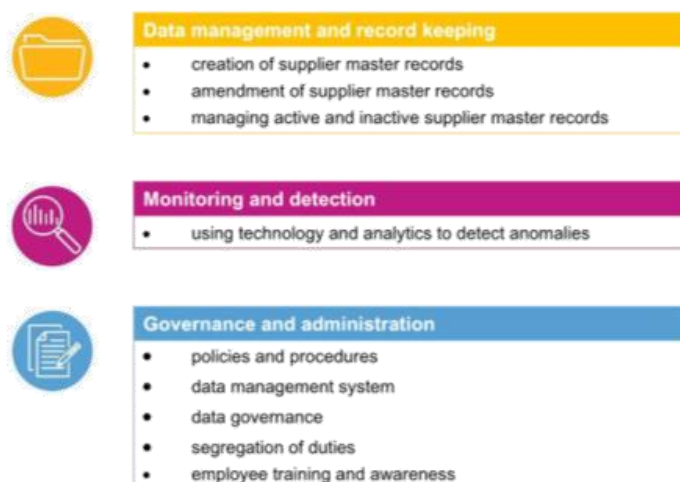 Data management and record keeping
• creation of supplier master records
• amendment of supplier master records
• managing active and inactive supplier master records
Monitoring and detection
• using technology and analytics to detect anomalies
Governance and administration
• policies and procedures
• data management system
• data governance
• segregation of duties
• employee training and awareness